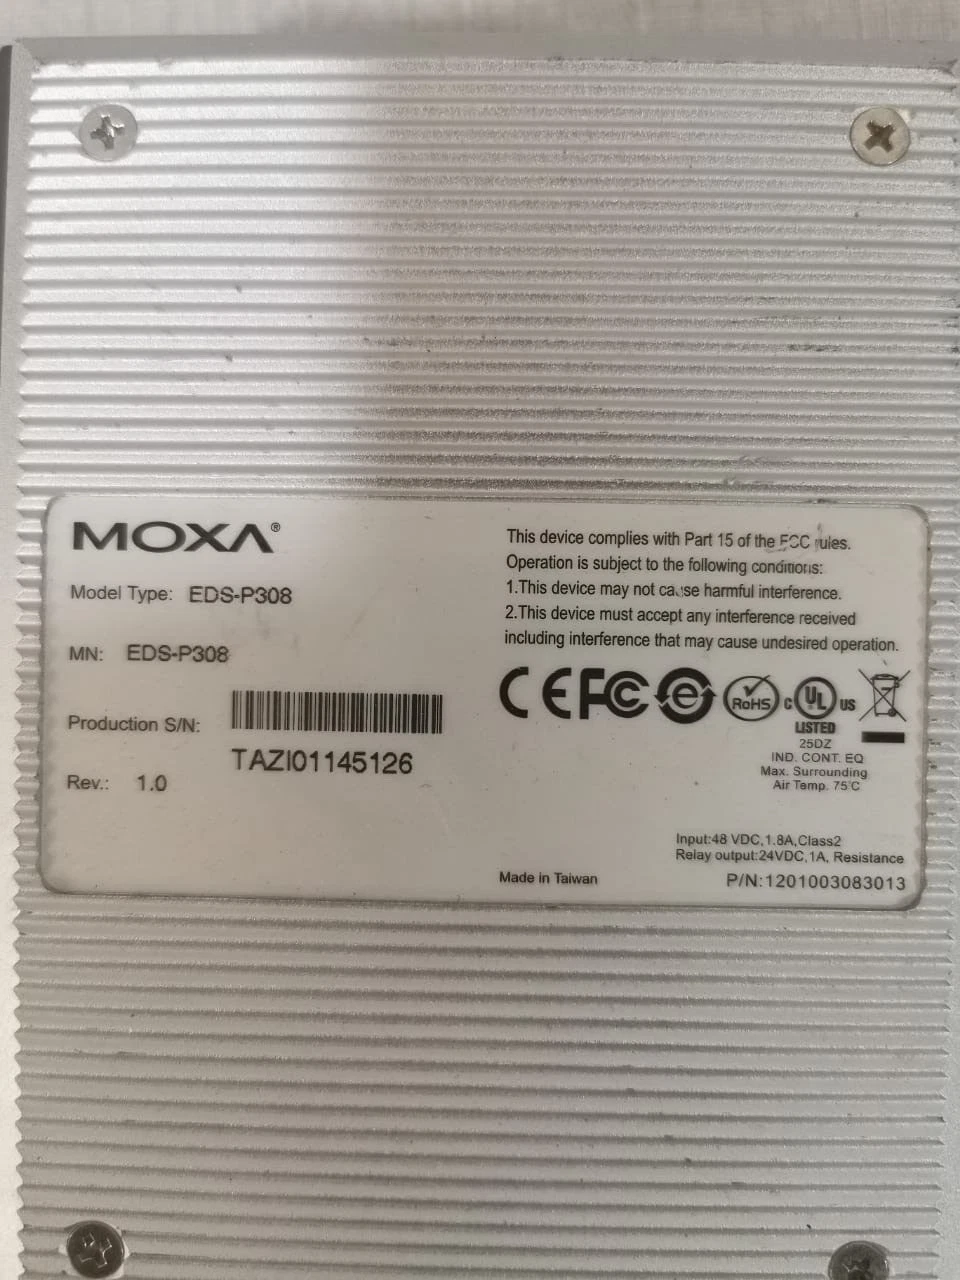 MOXA®
Model Type: EDS-P308
MN: EDS-P308
Production S/N:
TAZI01145126
Rev.: 1.0
This device complies with Part 15 of the FCC rules.
Operation is subject to the following conditions:
1.This device may not cause harmful interference.
2.This device must accept any interference received
including interference that may cause undesired operation.
CE FC e RoHS C UL US
LISTED
25DZ
IND. CONT. EQ
Max. Surrounding
Air Temp. 75°C
Input:48 VDC,1.8A,Class2
Relay output:24VDC,1A, Resistance
Made in Taiwan
P/N:1201003083013